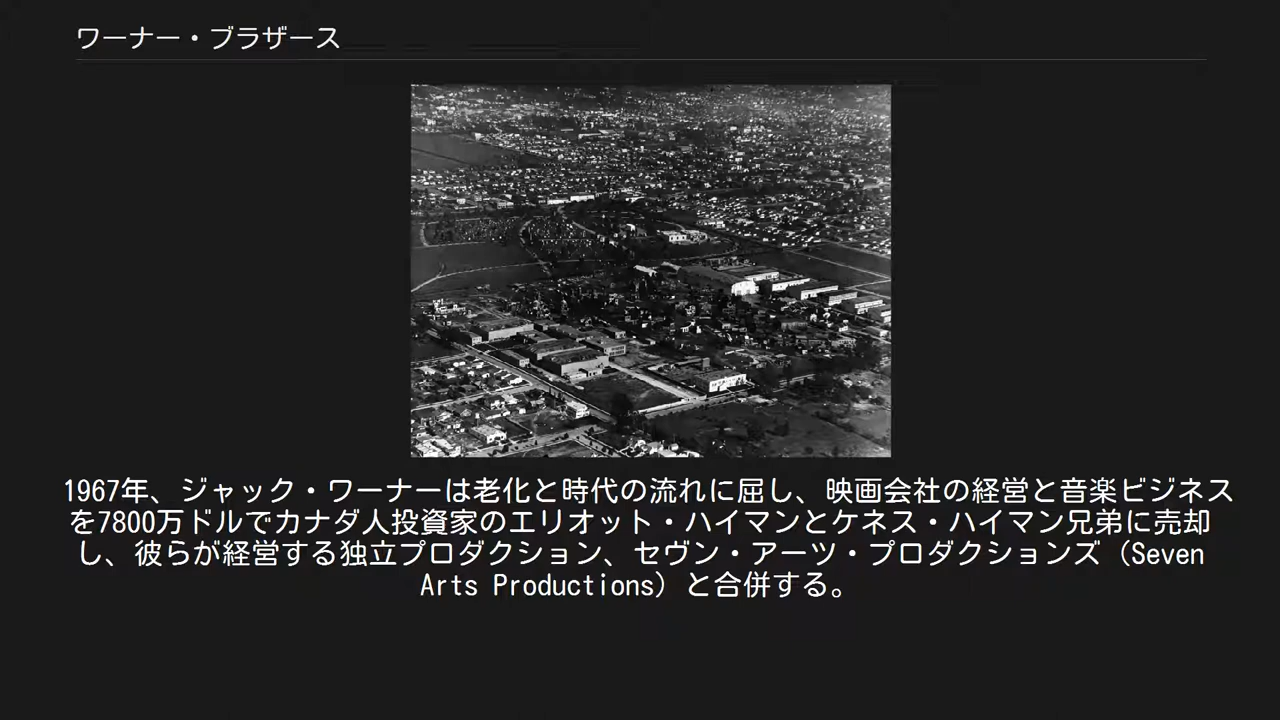 ワーナー・ブラザース
1967年、ジャック・ワーナーは老化と時代の流れに屈し、映画会社の経営と音楽ビジネス
を7800万ドルでカナダ人投資家のエリオット・ハイマンとケネス・ハイマン兄弟に売却
し、彼らが経営する独立プロダクション、セヴン・アーツ・プロダクションズ（Seven
Arts Productions）と合併する。